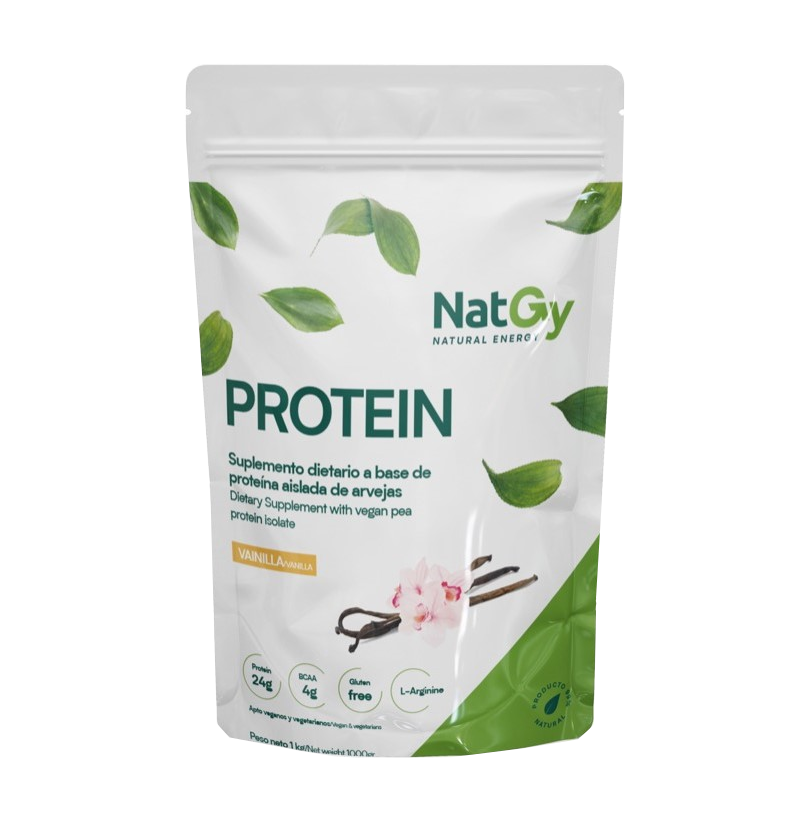 NatGy
NATURAL ENERGY
PROTEIN
Suplemento dietario a base de
proteína aislada de arvejas
Dietary Supplement with vegan pea
protein isolate
VAINILLA/VANILLA
Protein
24g
BCAA
4g
Gluten
free
L-Arginine
Apto veganos y vegetarianos/Vegan & vegetarians
Peso neto 1 kg/Net weight 1000gr
PRODUCTO
NATURAL